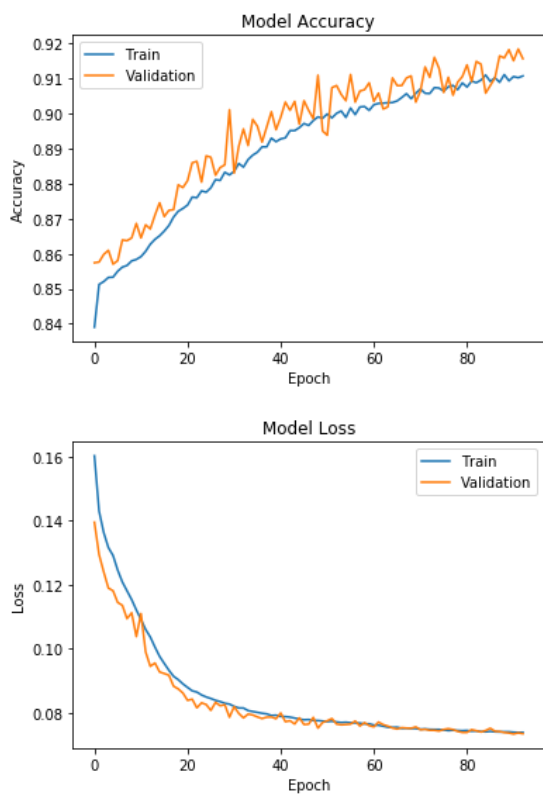 Model Accuracy
Train
Validation
0.92
0.91
0.90
0.89
0.88
0.87
0.86
0.85
0.84
Accuracy
0 20 40 60 80
Epoch
Model Loss
Train
Validation
0.16
0.14
0.12
0.10
0.08
Loss
0 20 40 60 80
Epoch